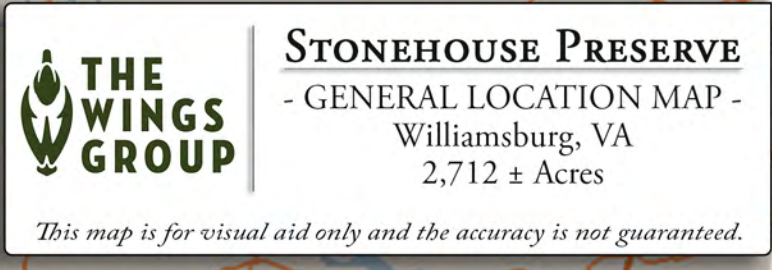 THE
WINGS
GROUP
STONEHOUSE PRESERVE
- GENERAL LOCATION MAP -
Williamsburg, VA
2,712 ± Acres
This map is for visual aid only and the accuracy is not guaranteed.